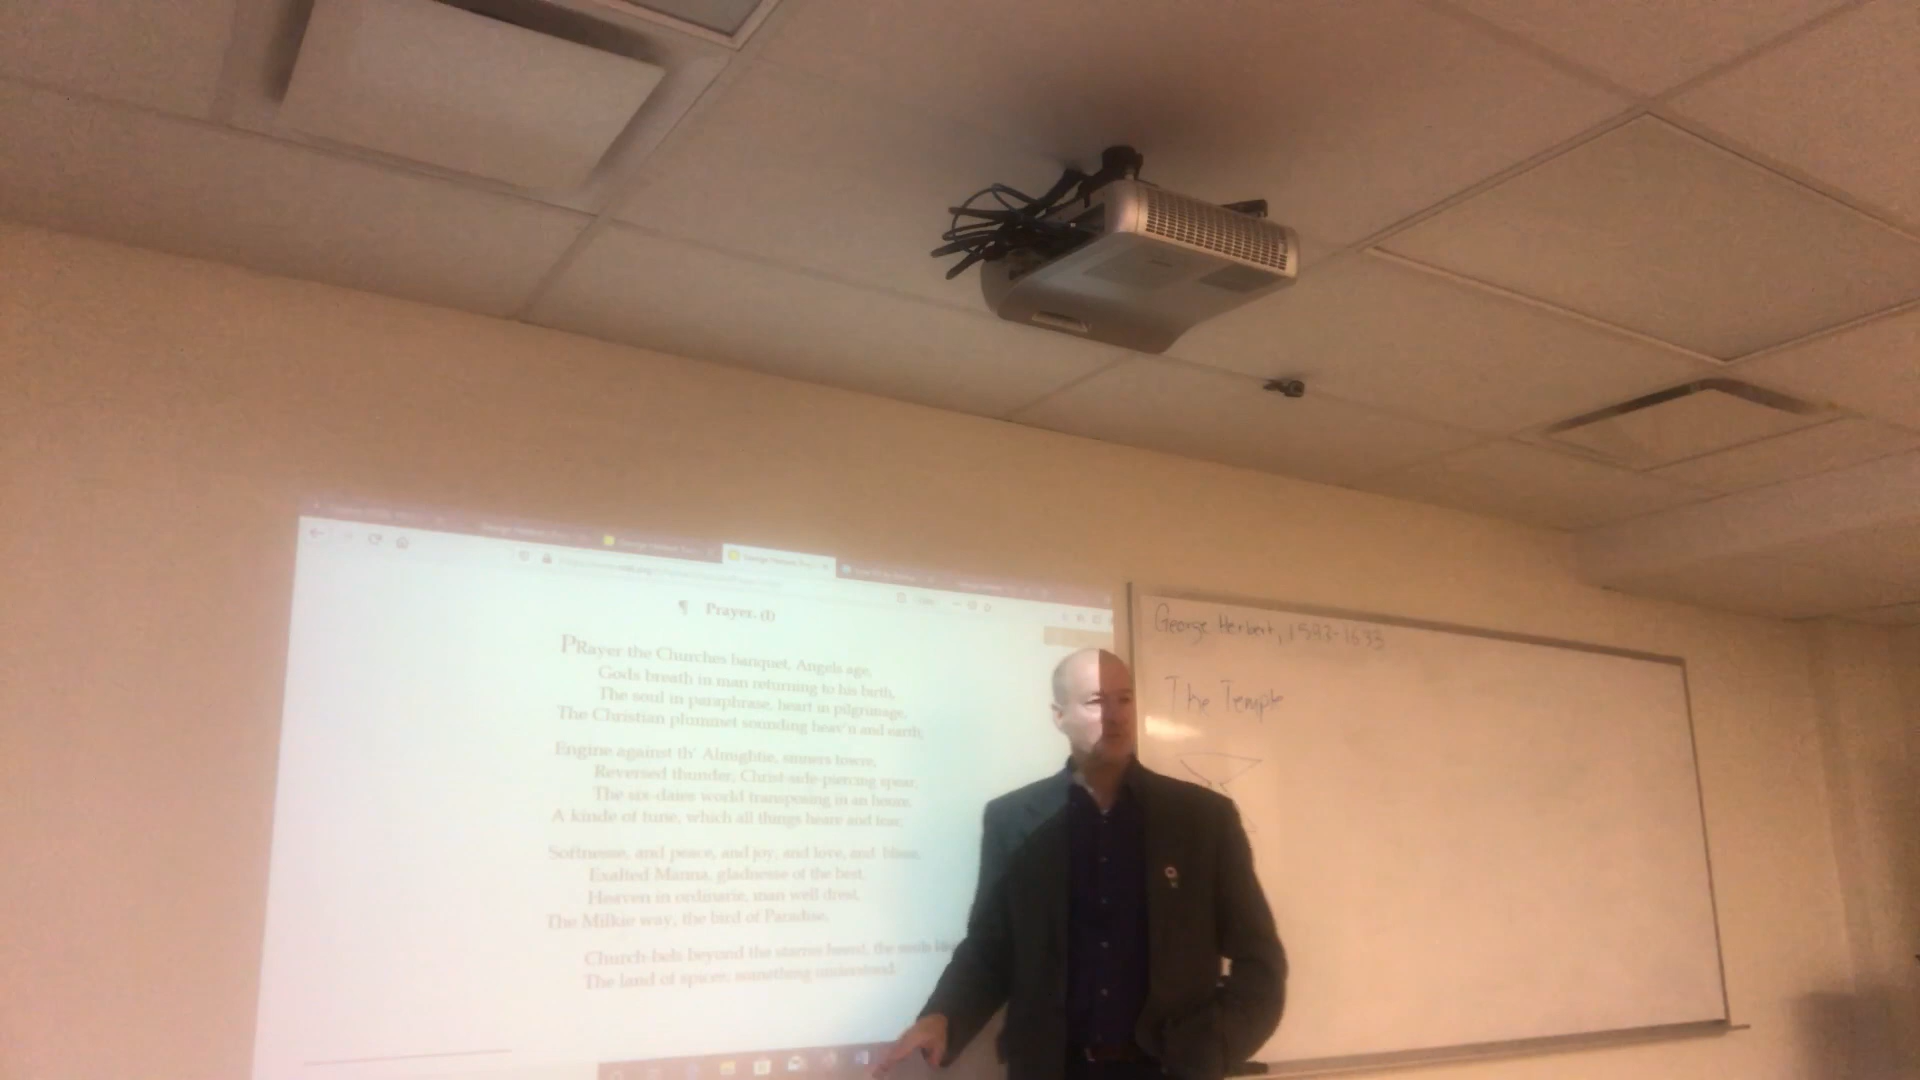 George Herbert Poe
¶ Prayer. (I)
PRayer the Churches banquet, Angels age,
Gods breath in man returning to his birth,
The soul in paraphrase, heart in pilgrimage,
The Christian plummet sounding heav'n and earth,
Engine against th' Almightie, sinners towre,
Reversed thunder, Christ-side-piercing spear,
The six-daies world transposing in an houre,
A kinde of tune, which all things heare and fear;
Softnesse, and peace, and joy, and love, and blisse,
Exalted Manna, gladnesse of the best,
Heaven in ordinarie, man well drest,
The Milkie way, the bird of Paradise,
Church-bels beyond the starres heard, the souls
The land of spices; something understood.
George Herbert, 1593-1633
The Temple